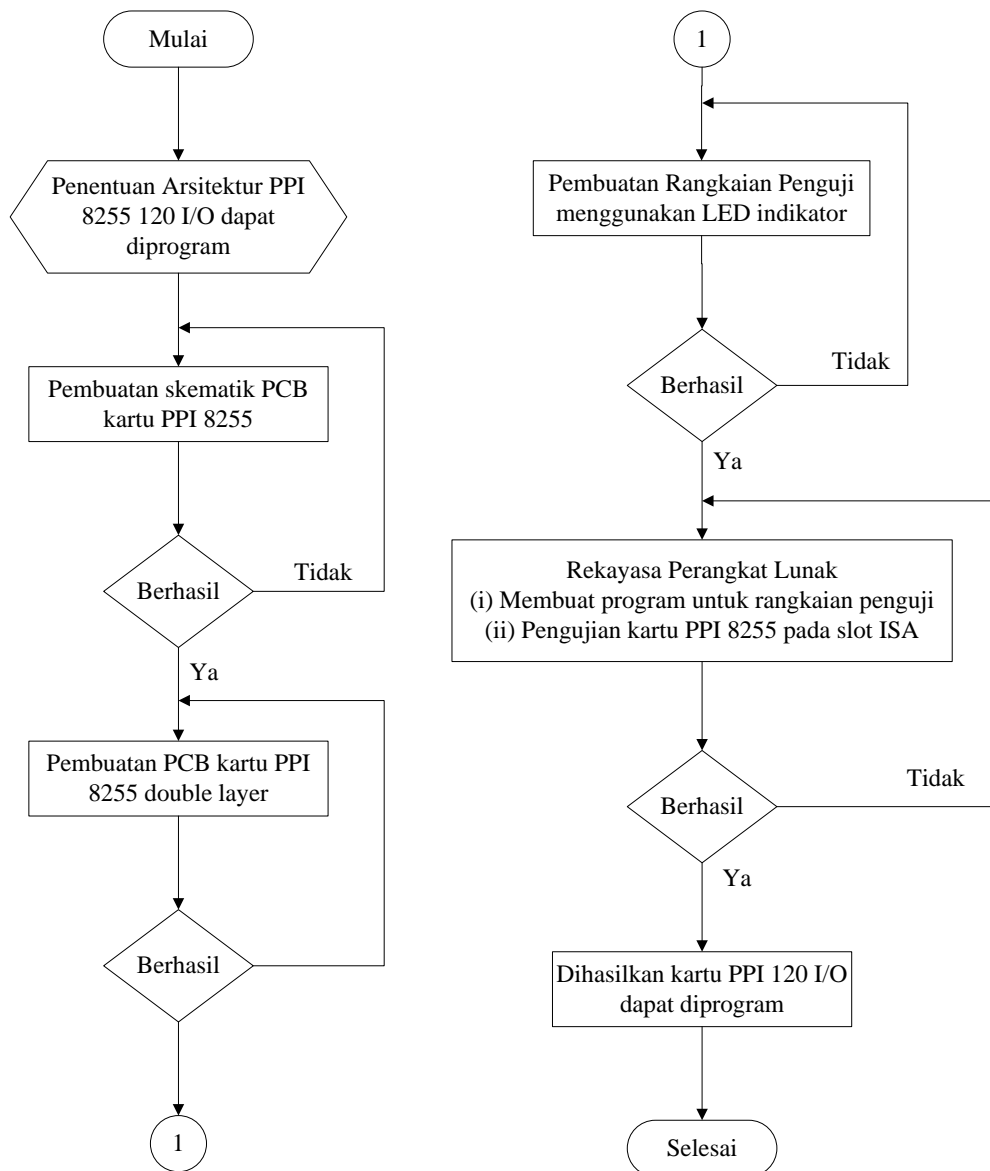 Mulai
Penentuan Arsitektur PPI
8255 120 I/O dapat
diprogram
Pembuatan skematik PCB
kartu PPI 8255
Berhasil
Tidak
Ya
Pembuatan PCB kartu PPI
8255 double layer
Berhasil
1
1
Pembuatan Rangkaian Penguji
menggunakan LED indikator
Berhasil
Tidak
Ya
Rekayasa Perangkat Lunak
(i) Membuat program untuk rangkaian penguji
(ii) Pengujian kartu PPI 8255 pada slot ISA
Berhasil
Tidak
Ya
Dihasilkan kartu PPI 120 I/O
dapat diprogram
Selesai